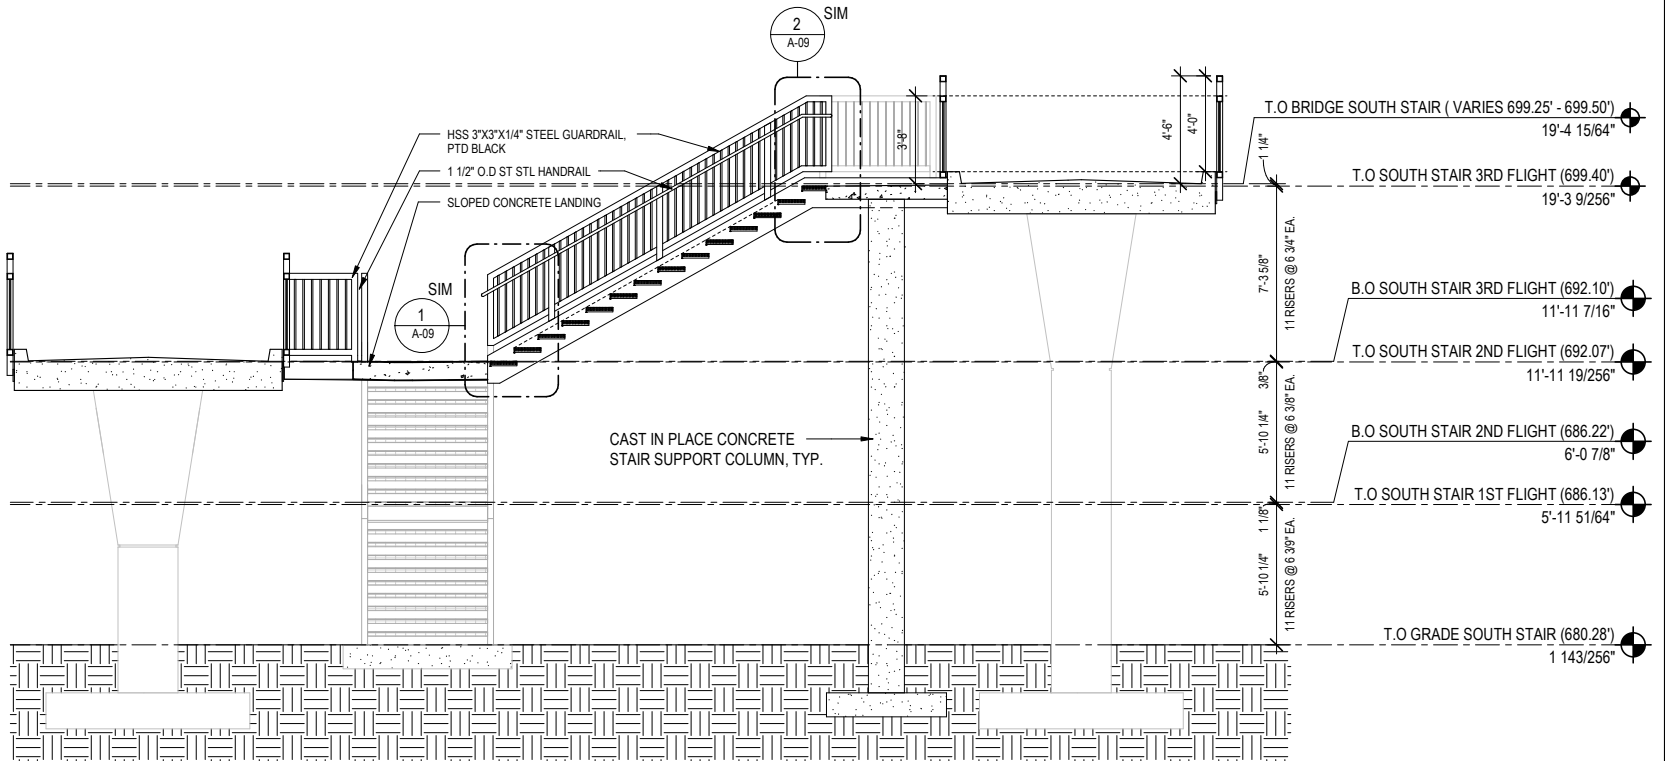 2
A-09
SIM
HSS 3"X3"X1/4" STEEL GUARDRAIL,
PTD BLACK
1 1/2" O.D ST STL HANDRAIL
SLOPED CONCRETE LANDING
SIM
1
A-09
CAST IN PLACE CONCRETE
STAIR SUPPORT COLUMN, TYP.
3'-8"
4'-6"
4'-0"
1 1/4"
7'-3 5/8"
11 RISERS @ 6 3/4" EA.
3/8"
5'-10 1/4"
11 RISERS @ 6 3/8" EA.
1 1/8"
5'-10 1/4"
11 RISERS @ 6 3/9" EA.
T.O BRIDGE SOUTH STAIR ( VARIES 699.25' - 699.50')
19'-4 15/64"
T.O SOUTH STAIR 3RD FLIGHT (699.40')
19'-3 9/256"
B.O SOUTH STAIR 3RD FLIGHT (692.10')
11'-11 7/16"
T.O SOUTH STAIR 2ND FLIGHT (692.07')
11'-11 19/256"
B.O SOUTH STAIR 2ND FLIGHT (686.22')
6'-0 7/8"
T.O SOUTH STAIR 1ST FLIGHT (686.13')
5'-11 51/64"
T.O GRADE SOUTH STAIR (680.28')
1 143/256"